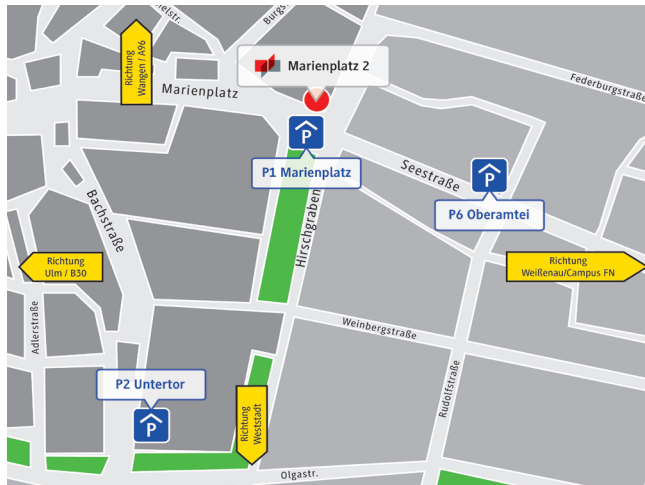 Burgs
Richtung
Wangen / A96
Marienplatz 2
Marienplatz
Federburgstraße
P
P1 Marienplatz
Seestraße
P
P6 Oberamtei
Bachstraße
Hirschgraben
Richtung
Ulm / B30
Richtung
Weißenau/Campus FN
Adlerstraße
Weinbergstraße
P2 Untertor
P
Rudolfstraße
Richtung
Weststadt
Olgastr.